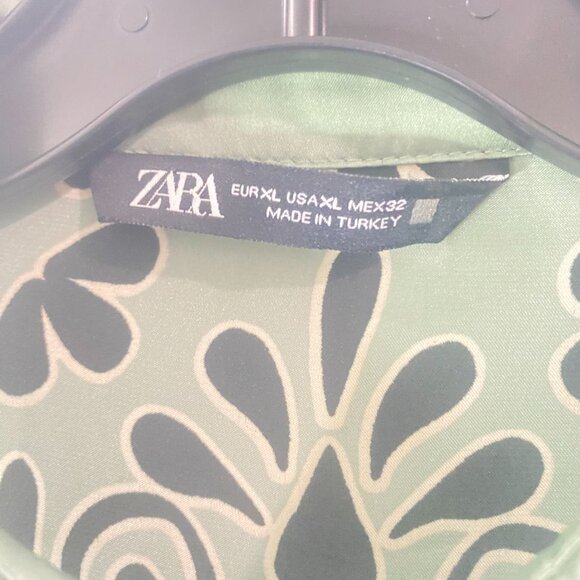 ZARA
EUR XL USA XL MEX 32
MADE IN TURKEY